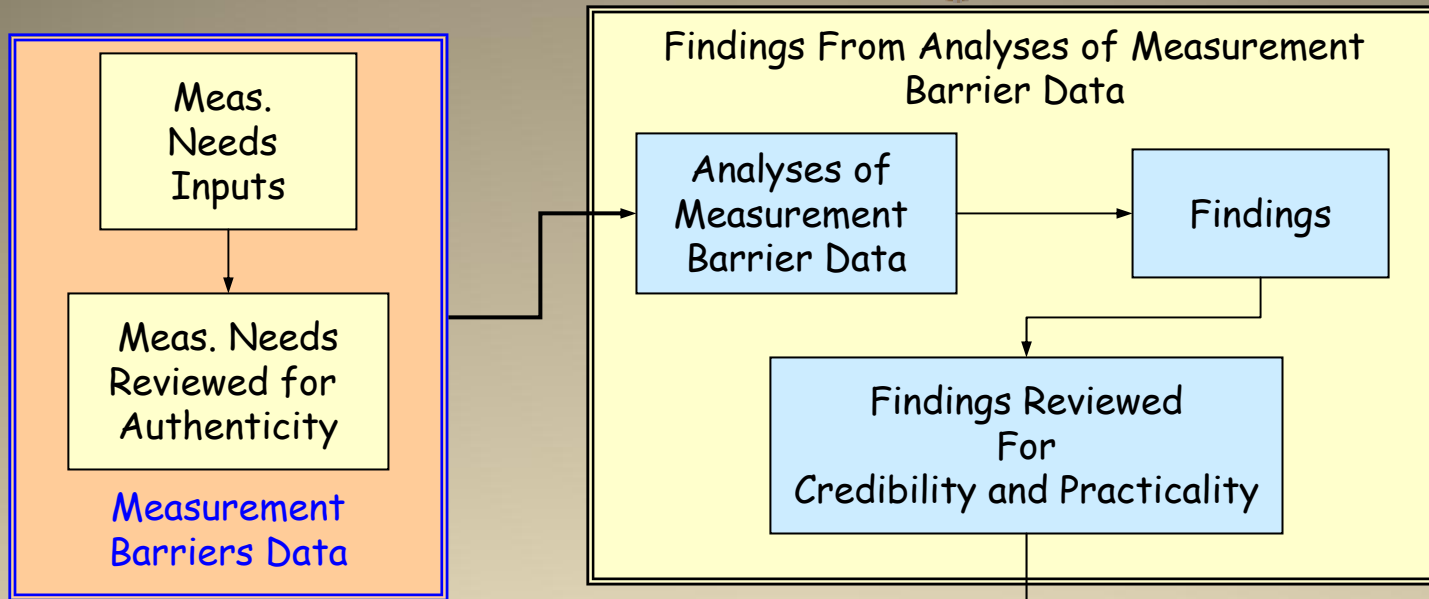 Meas.
Needs
Inputs
Meas. Needs
Reviewed for
Authenticity
Measurement
Barriers Data
Findings From Analyses of Measurement
Barrier Data
Analyses of
Measurement
Barrier Data
Findings
Findings Reviewed
For
Credibility and Practicality